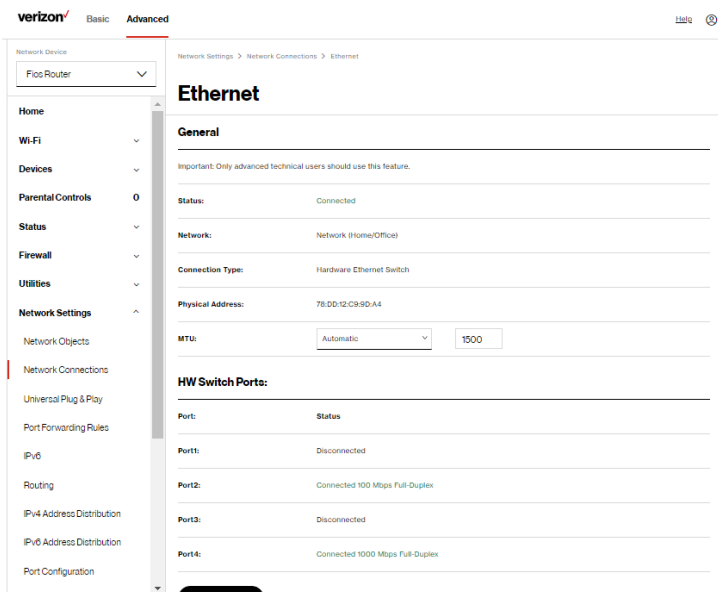 verizon✓ Basic Advanced Help
Network Device
Fios Router
Home
Wi-Fi
Devices
Parental Controls 0
Status
Firewall
Utilities
Network Settings
Network Objects
Network Connections
Universal Plug & Play
Port Forwarding Rules
IPv6
Routing
IPv4 Address Distribution
IPv6 Address Distribution
Port Configuration
Network Settings > Network Connections > Ethernet
Ethernet
General
Important: Only advanced technical users should use this feature.
Status: Connected
Network: Network (Home/Office)
Connection Type: Hardware Ethernet Switch
Physical Address: 78:DD:12:C9:9D:A4
MTU: Automatic 1500
HW Switch Ports:
Port: Status
Port1: Disconnected
Port2: Connected 100 Mbps Full-Duplex
Port3: Disconnected
Port4: Connected 1000 Mbps Full-Duplex